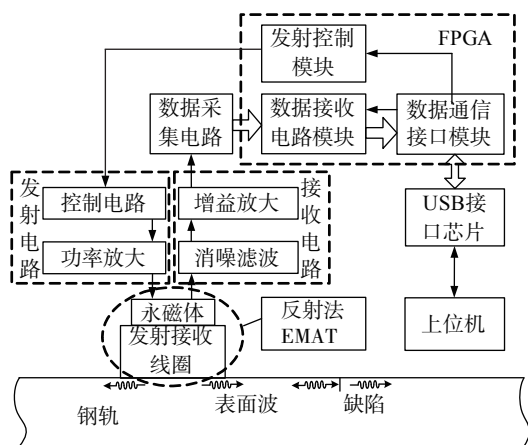 发射控制
模块
FPGA
数据采
集电路
数据接收
电路模块
数据通信
接口模块
发射电路
控制电路
功率放大
增益放大
消噪滤波
接收电路
USB接
口芯片
上位机
永磁体
发射接收
线圈
反射法
EMAT
钢轨
表面波
缺陷